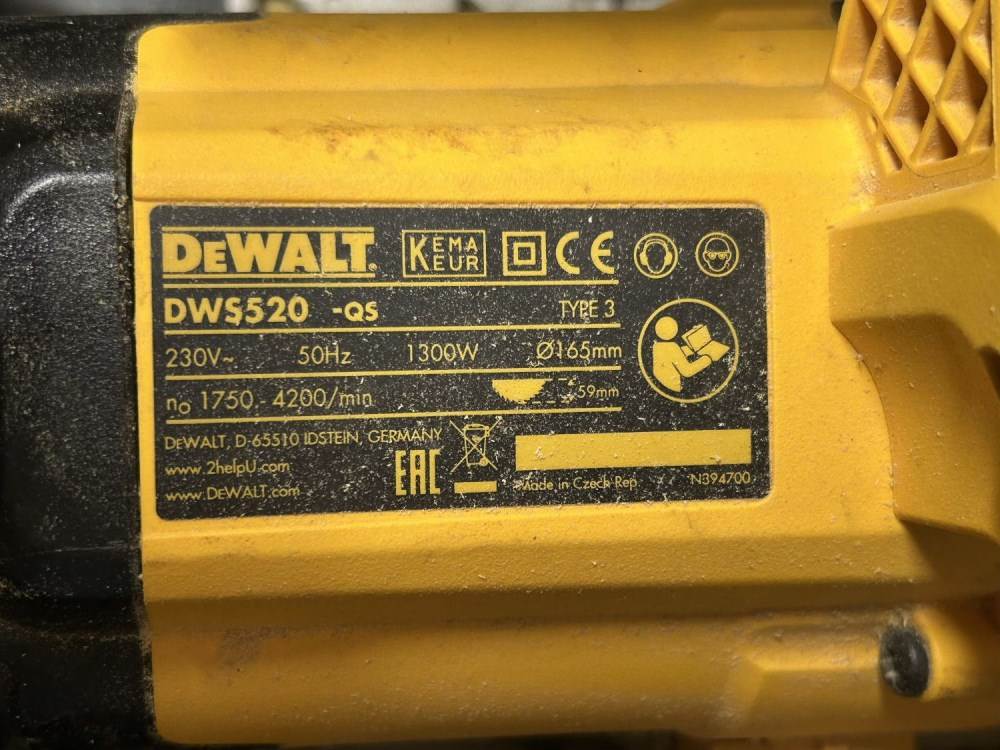 DEWALT
KEMA
KEUR
CE
DWS520 -QS TYPE 3
230V~ 50Hz 1300W Ø165mm
n₀ 1750 - 4200/min 59mm
DEWALT, D-65510 IDSTEIN, GERMANY
www.2helpU.com
www.DEWALT.com
EAC
Made in Czech Rep. N394700